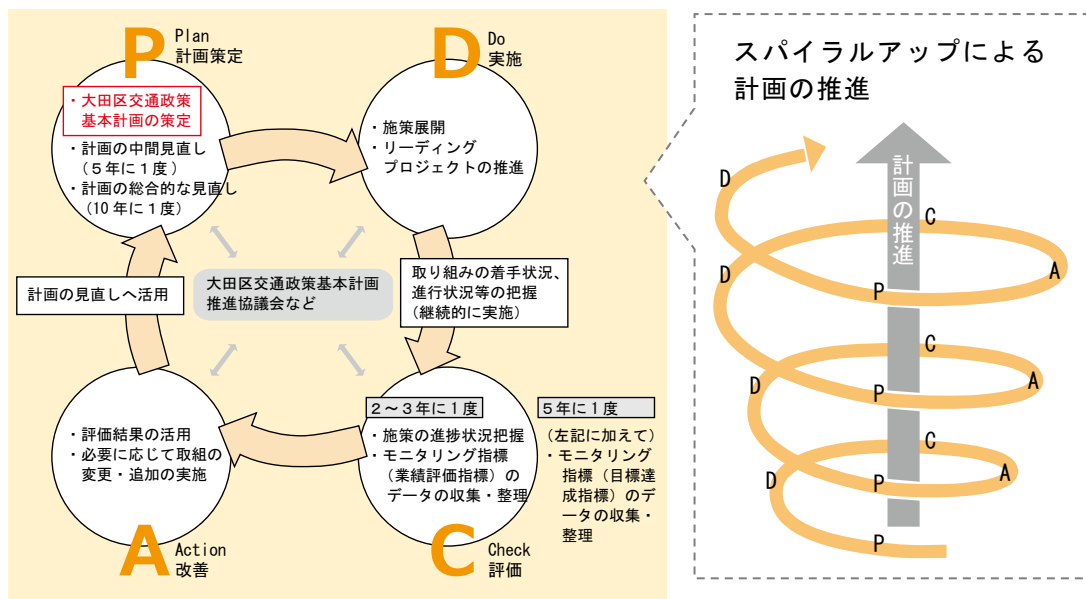 P
Plan
計画策定
・大田区交通政策
基本計画の策定
・計画の中間見直し
（５年に１度）
・計画の総合的な見直し
（10年に１度）
D
Do
実施
・施策展開
・リーディング
プロジェクトの推進
計画の見直しへ活用
大田区交通政策基本計画
推進協議会など
取り組みの着手状況、
進行状況等の把握
（継続的に実施）
・評価結果の活用
・必要に応じて取組の
変更・追加の実施
A
Action
改善
２～３年に１度
・施策の進捗状況把握
・モニタリング指標
（業績評価指標）の
データの収集・整理
C
Check
評価
５年に１度
（左記に加えて）
・モニタリング
指標（目標達
成指標）のデ
ータの収集・
整理
スパイラルアップによる
計画の推進
計画の推進
D
C
D
A
P
C
D
A
P
C
D
A
P
P